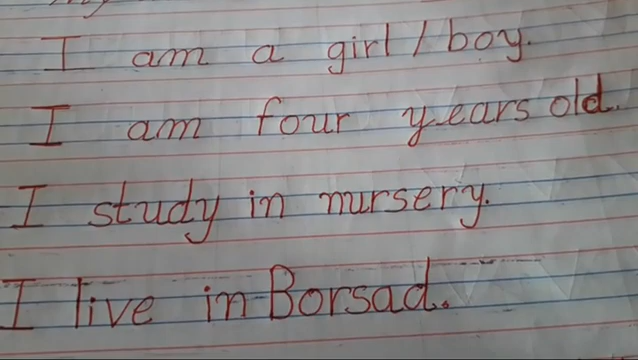 I am a girl / boy.
I am four years old.
I study in nursery.
I live in Borsad.